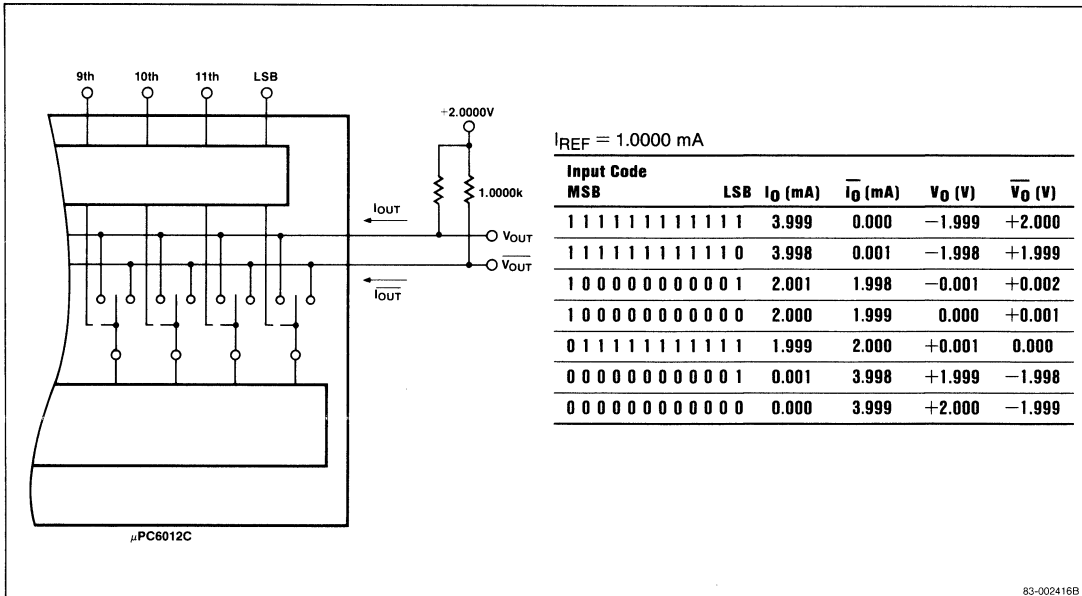 9th 10th 11th LSB
+2.0000V
1.0000k
IOUT
VOUT
V̅O̅U̅T̅
I̅O̅U̅T̅
μPC6012C
IREF = 1.0000 mA
Input Code
MSB LSB IO (mA) I̅O̅ (mA) VO (V) V̅O̅ (V)
1 1 1 1 1 1 1 1 1 1 1 1 3.999 0.000 −1.999 +2.000
1 1 1 1 1 1 1 1 1 1 1 0 3.998 0.001 −1.998 +1.999
1 0 0 0 0 0 0 0 0 0 0 1 2.001 1.998 −0.001 +0.002
1 0 0 0 0 0 0 0 0 0 0 0 2.000 1.999 0.000 +0.001
0 1 1 1 1 1 1 1 1 1 1 1 1.999 2.000 +0.001 0.000
0 0 0 0 0 0 0 0 0 0 0 1 0.001 3.998 +1.999 −1.998
0 0 0 0 0 0 0 0 0 0 0 0 0.000 3.999 +2.000 −1.999
83-002416B